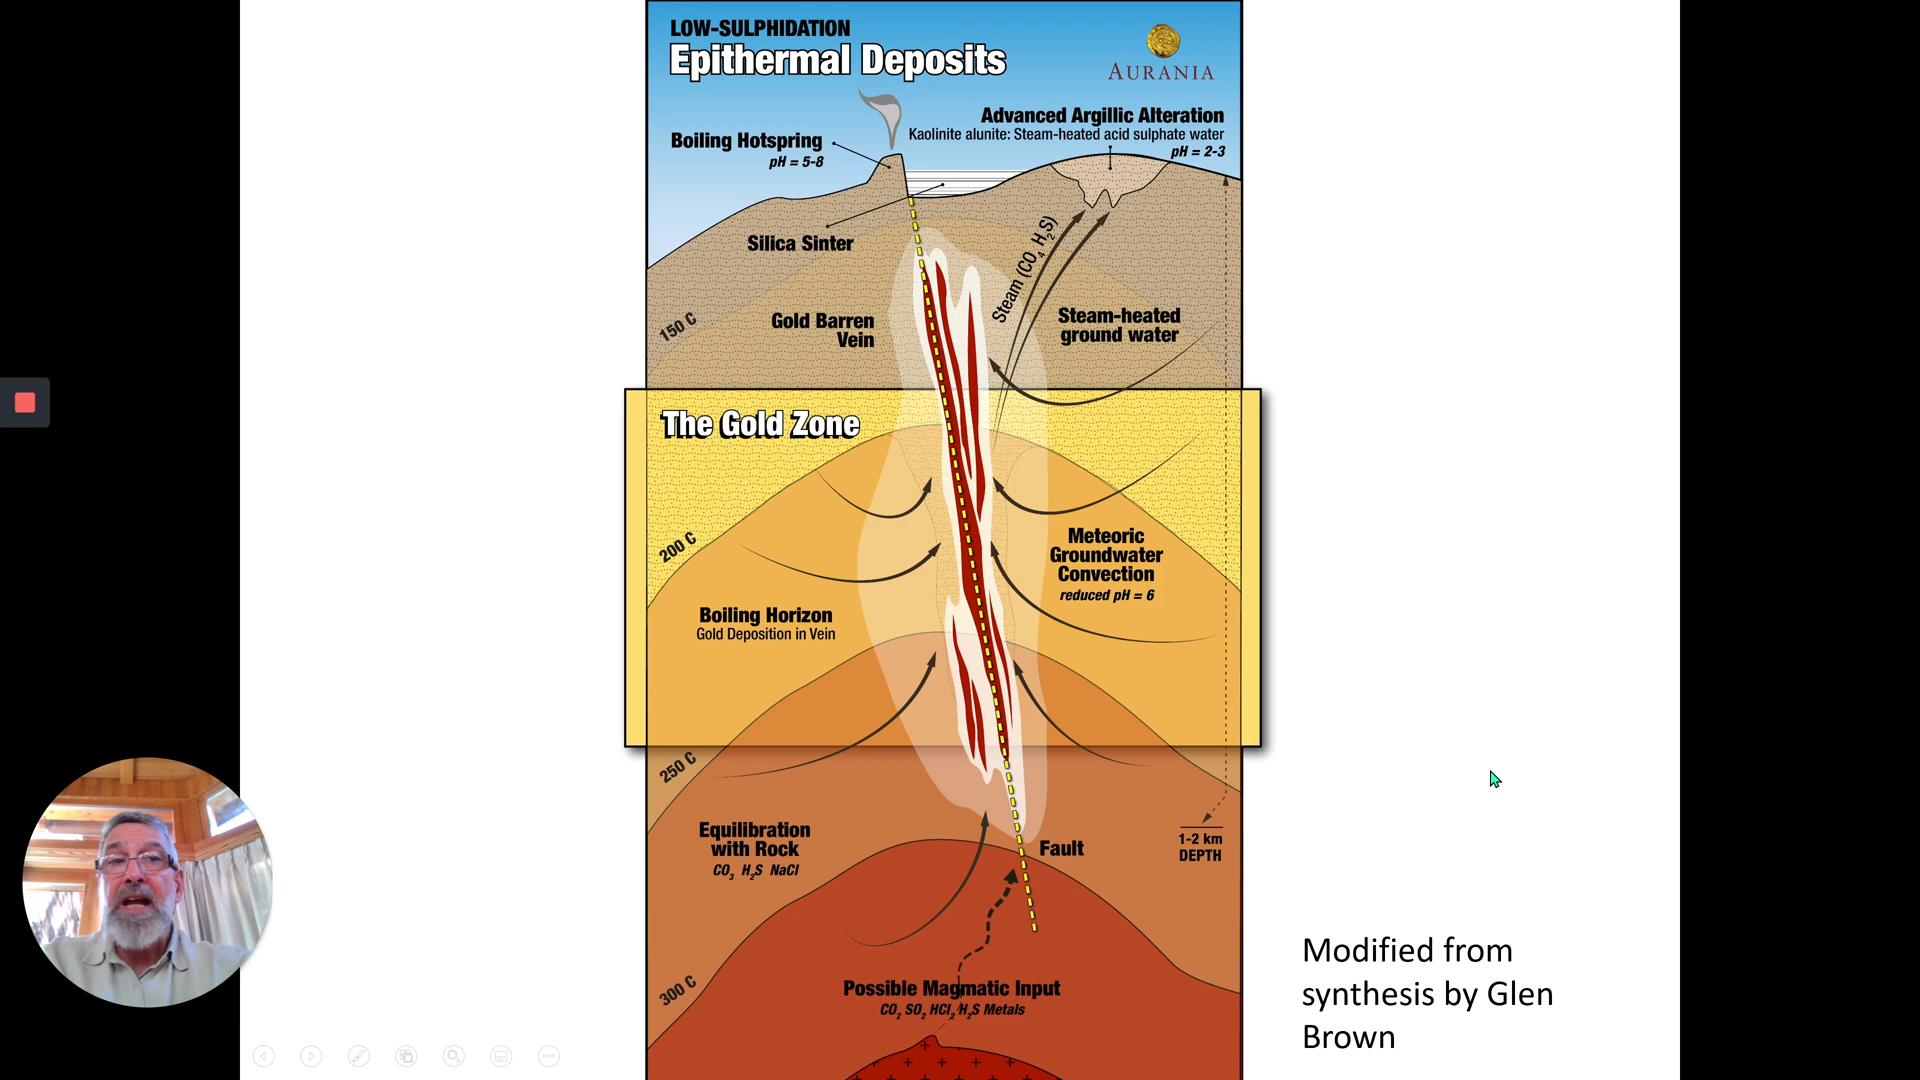 LOW-SULPHIDATION
Epithermal Deposits
AURANIA
Advanced Argillic Alteration
Kaolinite alunite: Steam-heated acid sulphate water
pH = 2-3
Boiling Hotspring
pH = 5-8
Silica Sinter
Steam (CO4 H2S)
Gold Barren
Vein
Steam-heated
ground water
150 C
The Gold Zone
200 C
Meteoric
Groundwater
Convection
reduced pH = 6
Boiling Horizon
Gold Deposition in Vein
250 C
Equilibration
with Rock
CO3 H2S NaCl
Fault
1-2 km
DEPTH
300 C
Possible Magmatic Input
CO2 SO2 HCl2 H2S Metals
Modified from
synthesis by Glen
Brown